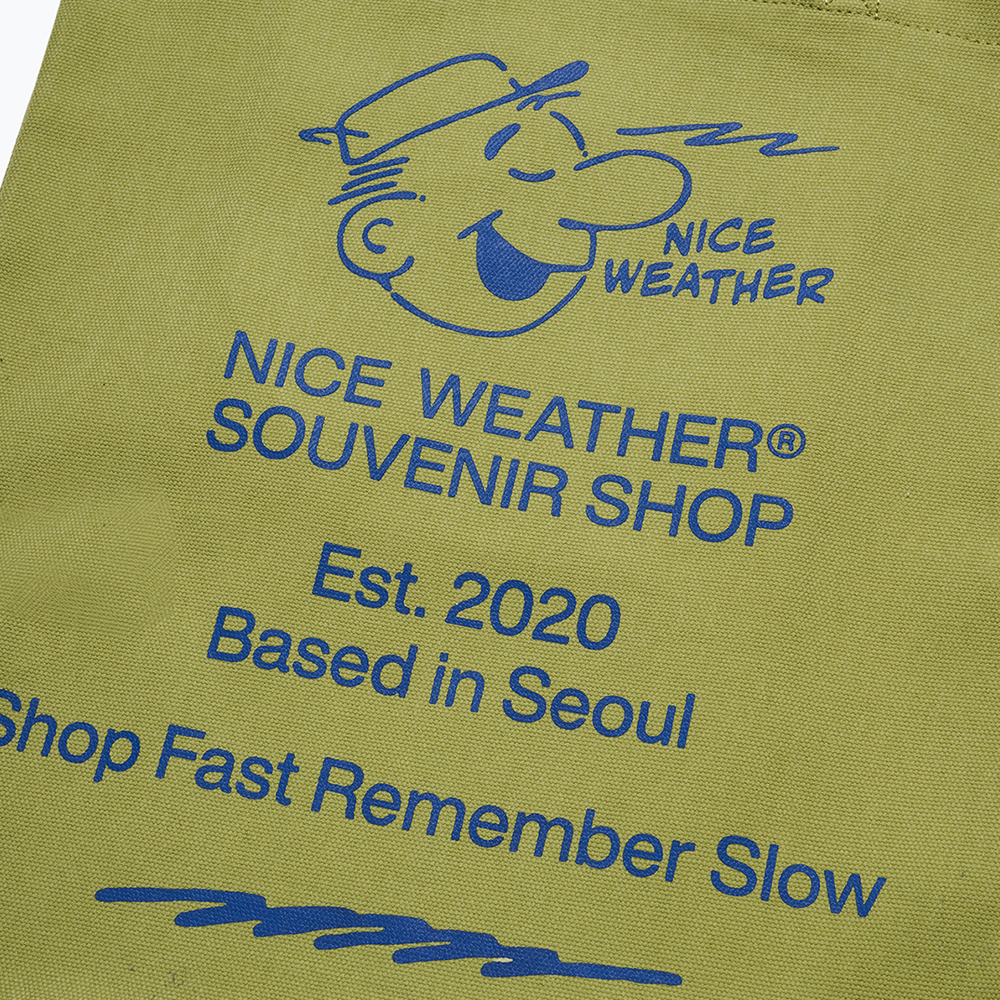 NICE
WEATHER
NICE WEATHER®
SOUVENIR SHOP
Est. 2020
Based in Seoul
Shop Fast Remember Slow